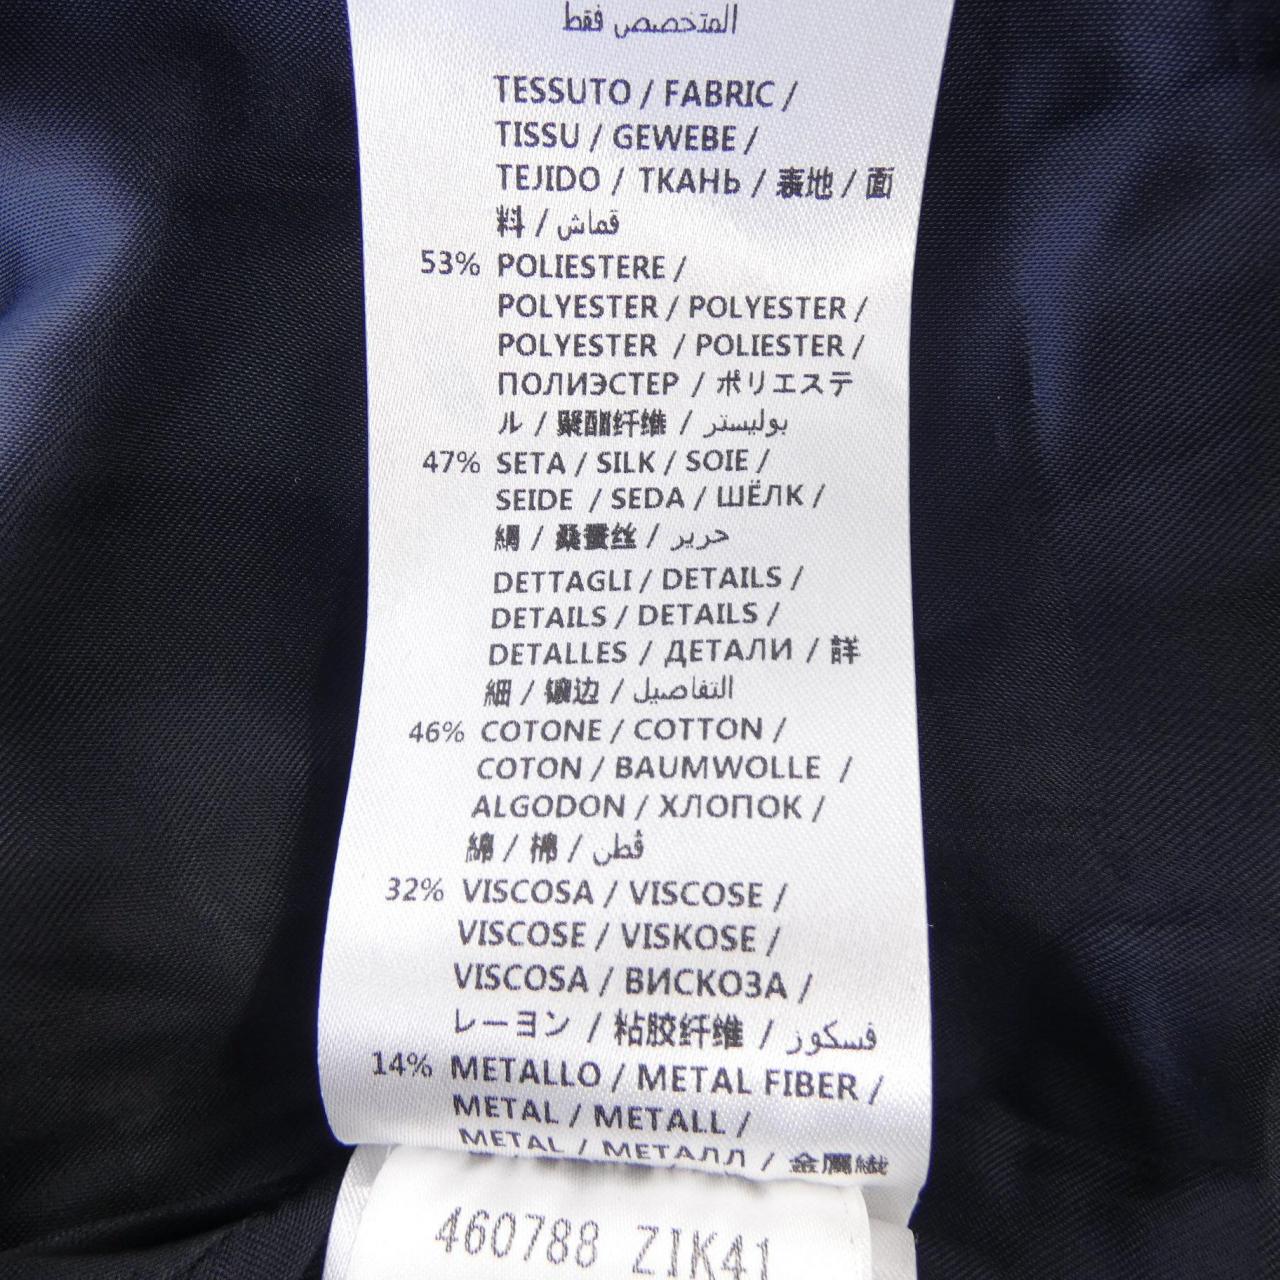 المتخصص فقط
TESSUTO / FABRIC /
TISSU / GEWEBE /
TEJIDO / ТКАНЬ / 表地 / 面
料 / قماش
53% POLIESTERE /
POLYESTER / POLYESTER /
POLYESTER / POLIESTER /
ПОЛИЭСТЕР / ポリエステ
ル / 聚酯纤维 / بوليستر
47% SETA / SILK / SOIE /
SEIDE / SEDA / ШЁЛК /
絹 / 桑蚕丝 / حرير
DETTAGLI / DETAILS /
DETAILS / DETAILS /
DETALLES / ДЕТАЛИ / 詳
細 / 镶边 / التفاصيل
46% COTONE / COTTON /
COTON / BAUMWOLLE /
ALGODON / ХЛОПОК /
綿 / 棉 / قطن
32% VISCOSA / VISCOSE /
VISCOSE / VISKOSE /
VISCOSA / ВИСКОЗА /
レーヨン / 粘胶纤维 / فسكوز
14% METALLO / METAL FIBER /
METAL / METALL /
METAL / МЕТАЛЛ / 金属繊
460788 ZIK41